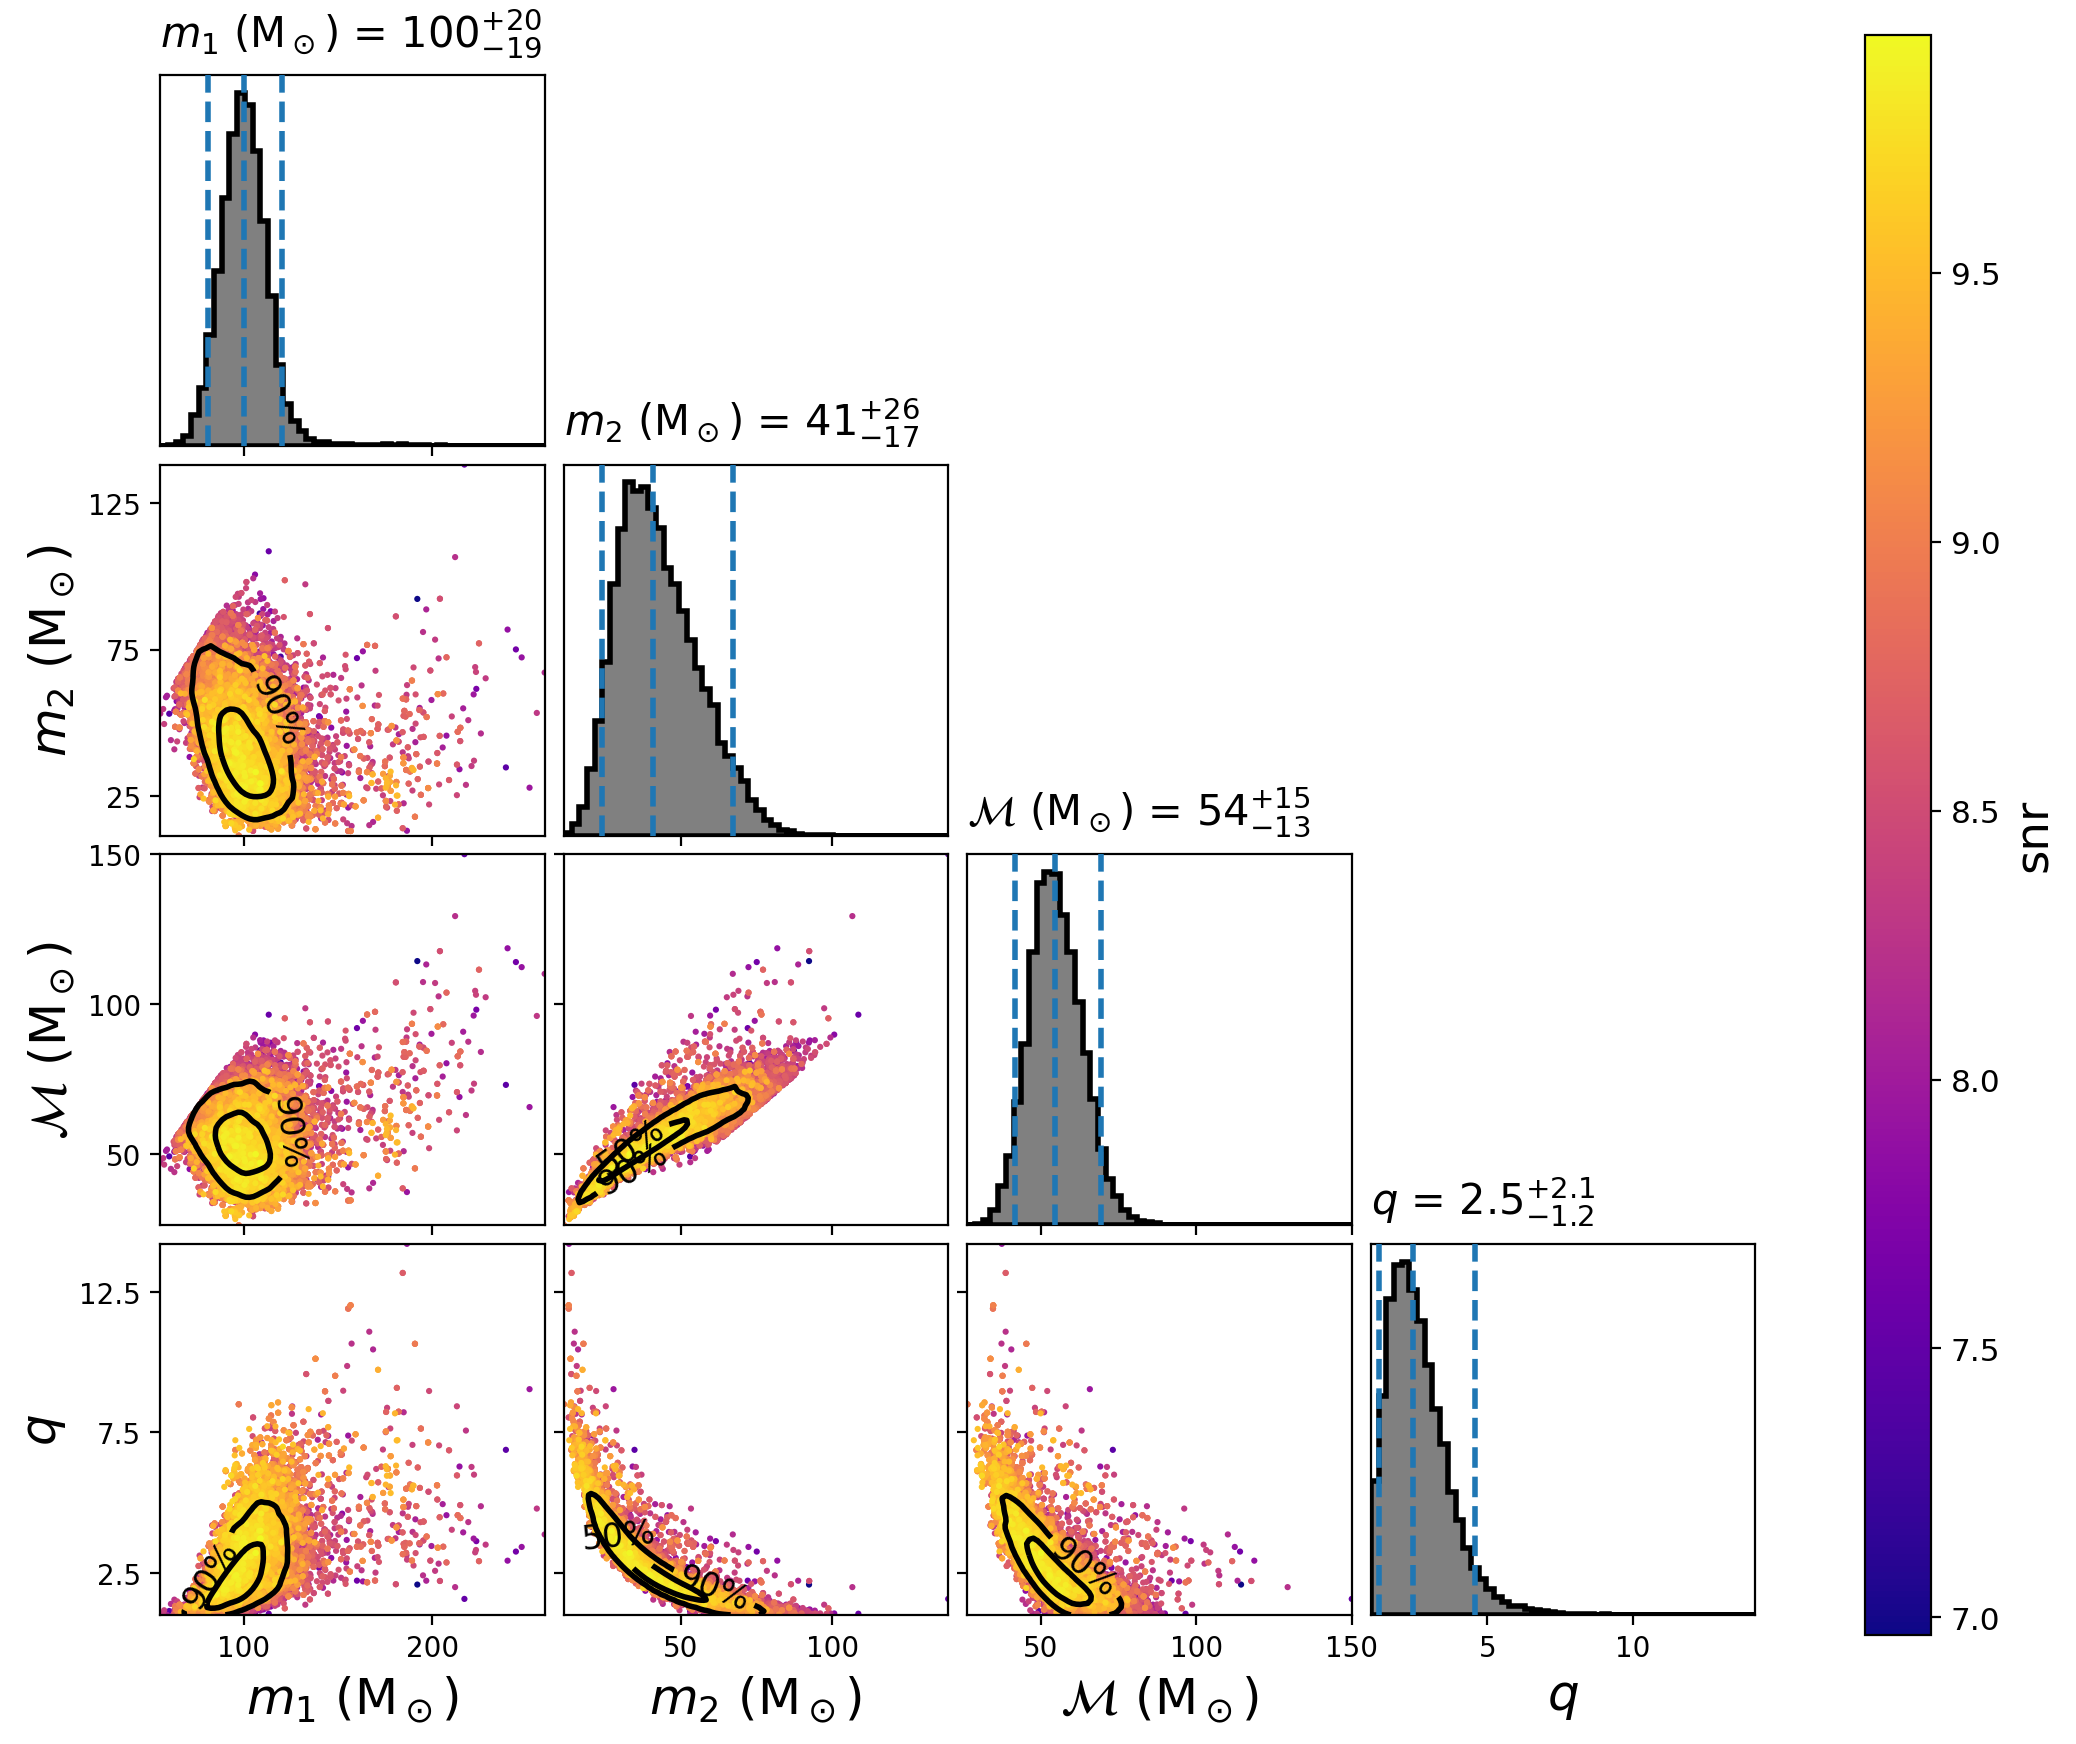 m₁ (M⊙) = 100⁺²⁰₋₁₉
m₂ (M⊙) = 41⁺²⁶₋₁₇
ℳ (M⊙) = 54⁺¹⁵₋₁₃
q = 2.5⁺²·¹₋₁.₂
m₂ (M⊙)
125
75
25
90%
ℳ (M⊙)
150
100
50
90%
50%
90%
q
12.5
7.5
2.5
90%
50%
90%
90%
100
200
50
100
50
100
150
5
10
m₁ (M⊙)
m₂ (M⊙)
ℳ (M⊙)
q
9.5
9.0
8.5
8.0
7.5
7.0
snr